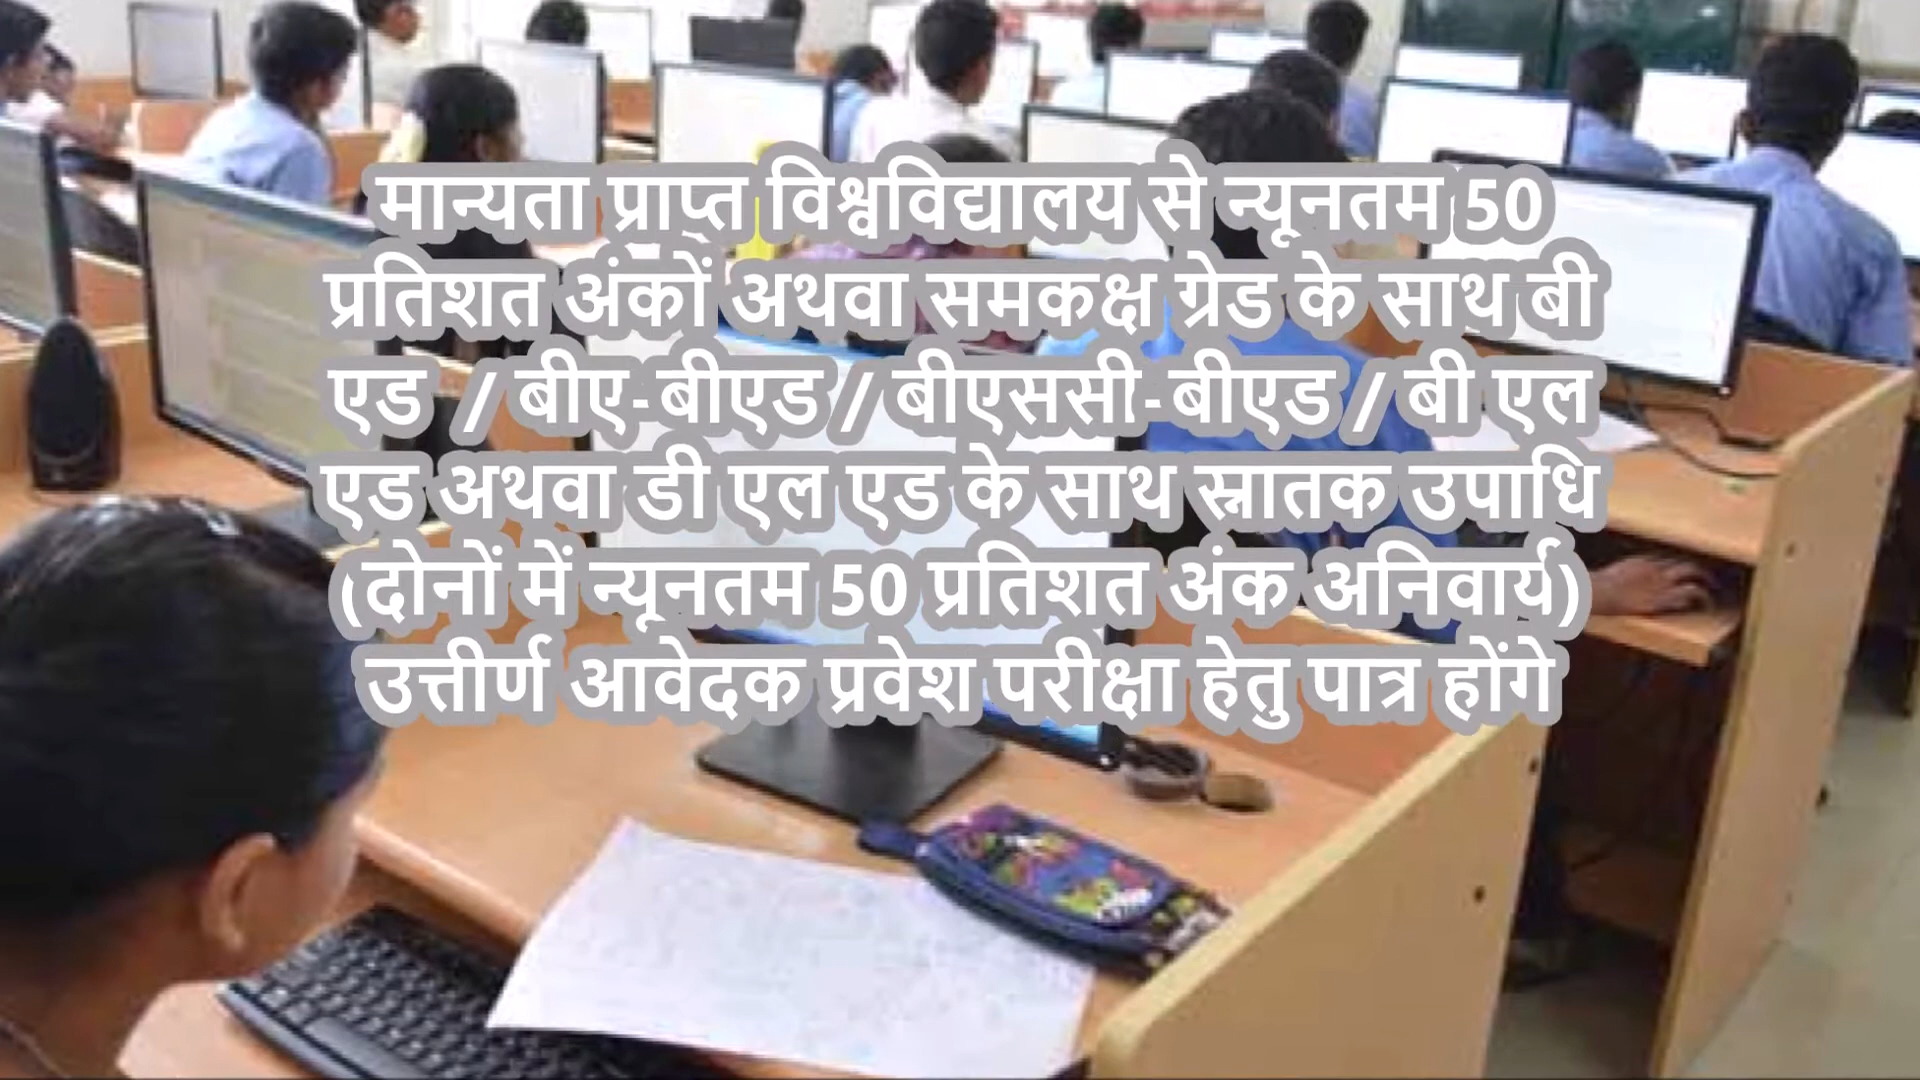 मान्यता प्राप्त विश्वविद्यालय से न्यूनतम 50
प्रतिशत अंकों अथवा समकक्ष ग्रेड के साथ बी
एड / बीए-बीएड / बीएससी-बीएड / बी एल
एड अथवा डी एल एड के साथ स्नातक उपाधि
(दोनों में न्यूनतम 50 प्रतिशत अंक अनिवार्य)
उत्तीर्ण आवेदक प्रवेश परीक्षा हेतु पात्र होंगे